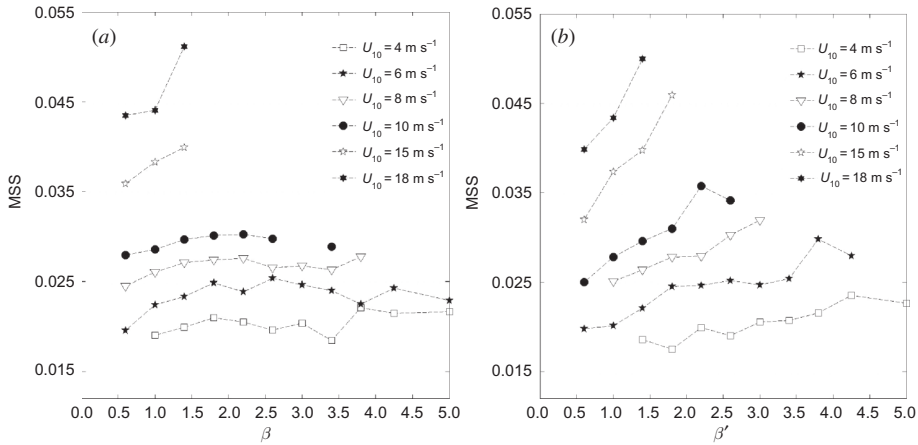 (a)
MSS
0.055
0.045
0.035
0.025
0.015
U10 = 4 m s−1
U10 = 6 m s−1
U10 = 8 m s−1
U10 = 10 m s−1
U10 = 15 m s−1
U10 = 18 m s−1
0.0 0.5 1.0 1.5 2.0 2.5 3.0 3.5 4.0 4.5 5.0
β
(b)
MSS
0.055
0.045
0.035
0.025
0.015
U10 = 4 m s−1
U10 = 6 m s−1
U10 = 8 m s−1
U10 = 10 m s−1
U10 = 15 m s−1
U10 = 18 m s−1
0.0 0.5 1.0 1.5 2.0 2.5 3.0 3.5 4.0 4.5 5.0
β′